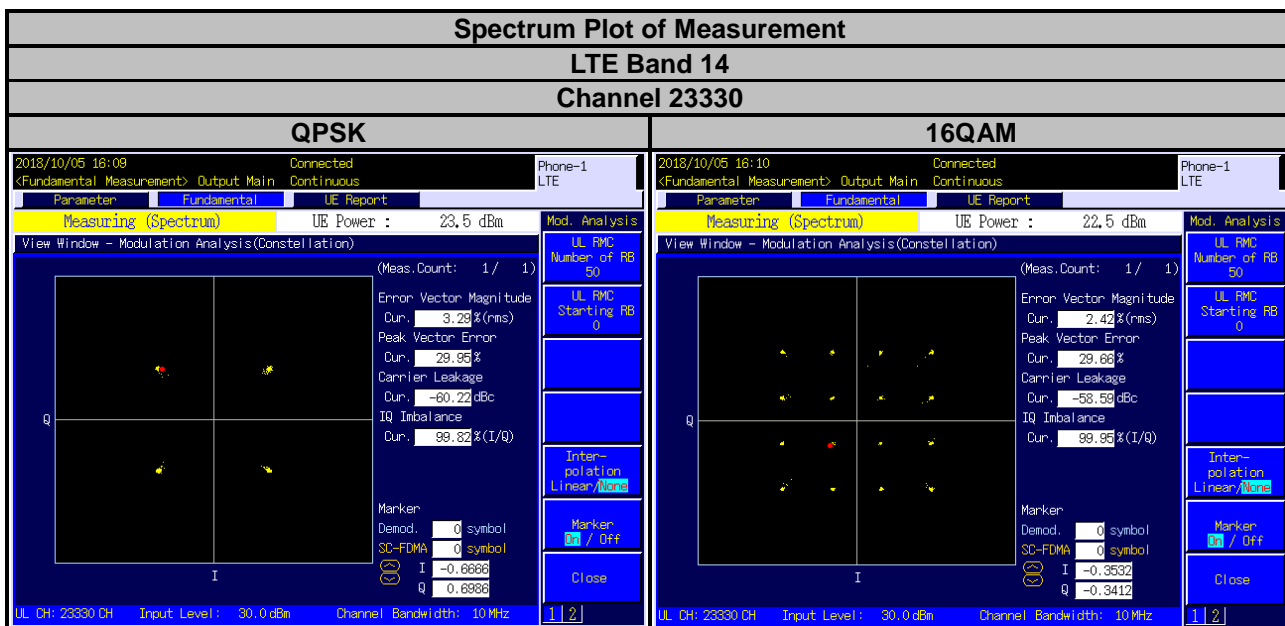 Spectrum Plot of Measurement
LTE Band 14
Channel 23330
QPSK
2018/10/05 16:09 Connected Phone-1
<Fundamental Measurement> Output Main Continuous LTE
Parameter Fundamental UE Report
Measuring (Spectrum) UE Power : 23.5 dBm Mod. Analysis
View Window - Modulation Analysis(Constellation)
(Meas.Count: 1/ 1)
Error Vector Magnitude
Cur. 3.29 %(rms)
Peak Vector Error
Cur. 29.95 %
Carrier Leakage
Cur. -60.22 dBc
IQ Imbalance
Cur. 99.82 %(I/Q)
Q
I
Marker
Demod. 0 symbol
SC-FDMA 0 symbol
I -0.6666
Q 0.6986
UL RMC
Number of RB
50
UL RMC
Starting RB
0
Inter-
polation
Linear/None
Marker
On / Off
Close
UL CH: 23330 CH Input Level: 30.0 dBm Channel Bandwidth: 10 MHz 1 2
16QAM
2018/10/05 16:10 Connected Phone-1
<Fundamental Measurement> Output Main Continuous LTE
Parameter Fundamental UE Report
Measuring (Spectrum) UE Power : 22.5 dBm Mod. Analysis
View Window - Modulation Analysis(Constellation)
(Meas.Count: 1/ 1)
Error Vector Magnitude
Cur. 2.42 %(rms)
Peak Vector Error
Cur. 29.66 %
Carrier Leakage
Cur. -58.59 dBc
IQ Imbalance
Cur. 99.95 %(I/Q)
Q
I
Marker
Demod. 0 symbol
SC-FDMA 0 symbol
I -0.3532
Q -0.3412
UL RMC
Number of RB
50
UL RMC
Starting RB
0
Inter-
polation
Linear/None
Marker
On / Off
Close
UL CH: 23330 CH Input Level: 30.0 dBm Channel Bandwidth: 10 MHz 1 2